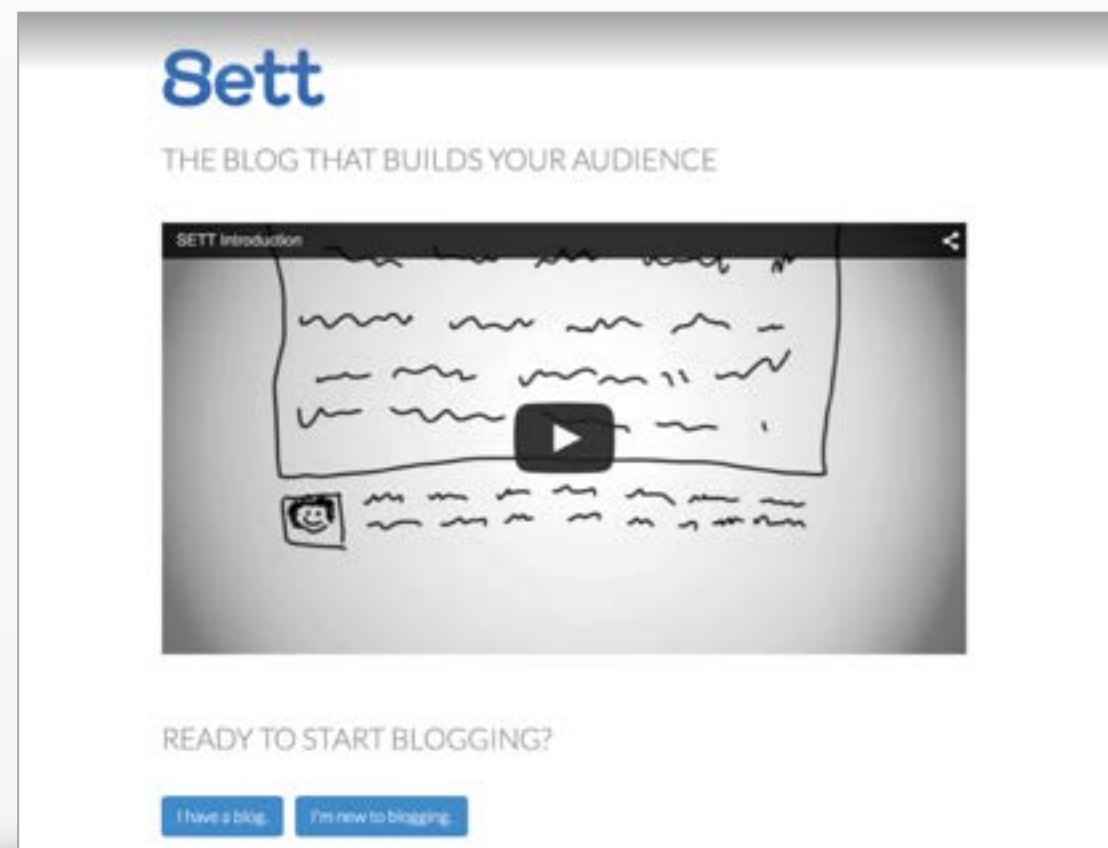 Sett
THE BLOG THAT BUILDS YOUR AUDIENCE
SETT Introduction
READY TO START BLOGGING?
I have a blog. I'm new to blogging.